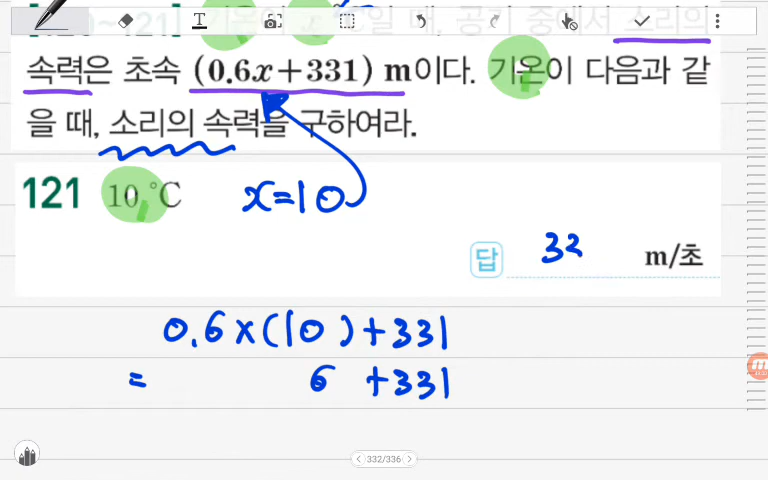 속력은 초속 (0.6x+331) m이다. 기온이 다음과 같
을 때, 소리의 속력을 구하여라.
121 10 °C x=10
답 32 m/초
0.6×(10)+331
= 6 +331
332/336